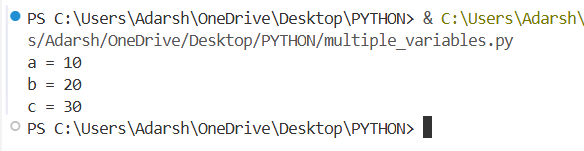 PS C:\Users\Adarsh\OneDrive\Desktop\PYTHON> & C:\Users\Adarsh\
s/Adarsh/OneDrive/Desktop/PYTHON/multiple_variables.py
a = 10
b = 20
c = 30
PS C:\Users\Adarsh\OneDrive\Desktop\PYTHON>